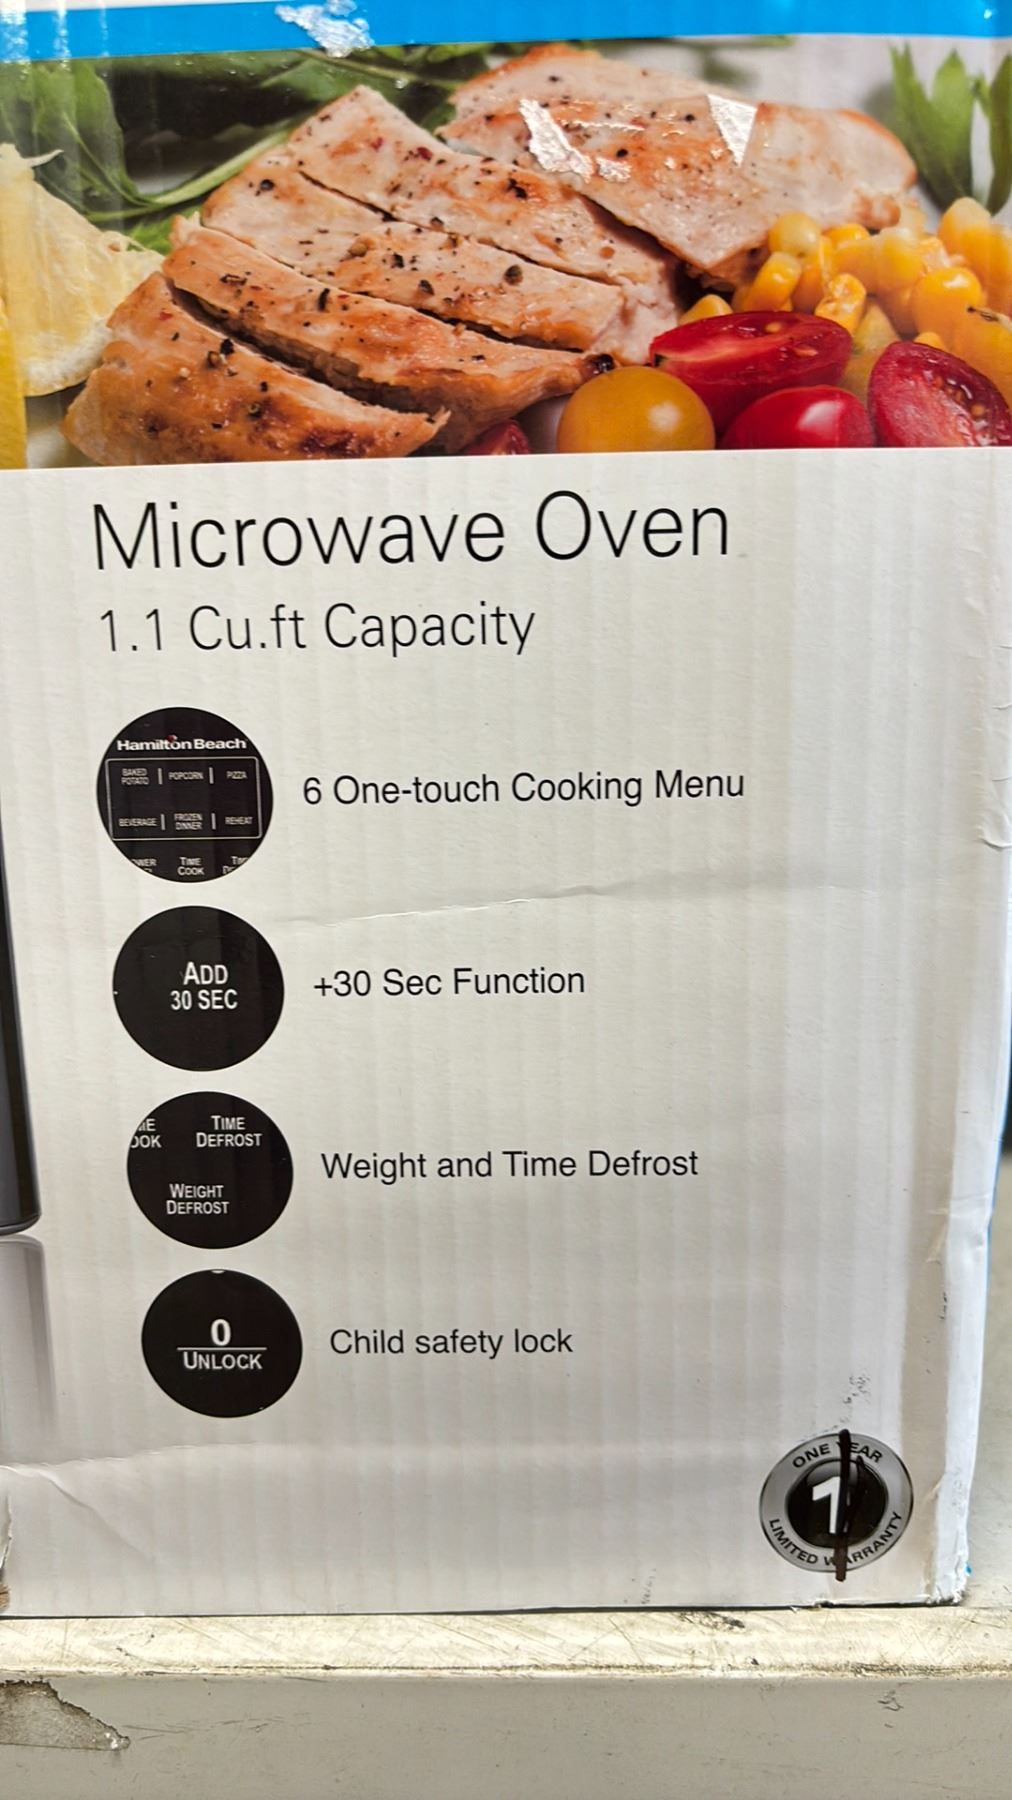 Microwave Oven
1.1 Cu.ft Capacity
Hamilton Beach
BAKED POTATO | POPCORN | PIZZA
BEVERAGE | FROZEN DINNER | REHEAT
TIME COOK
6 One-touch Cooking Menu
ADD
30 SEC
+30 Sec Function
TIME
DEFROST
WEIGHT
DEFROST
Weight and Time Defrost
0
UNLOCK
Child safety lock
ONE YEAR
1
LIMITED WARRANTY